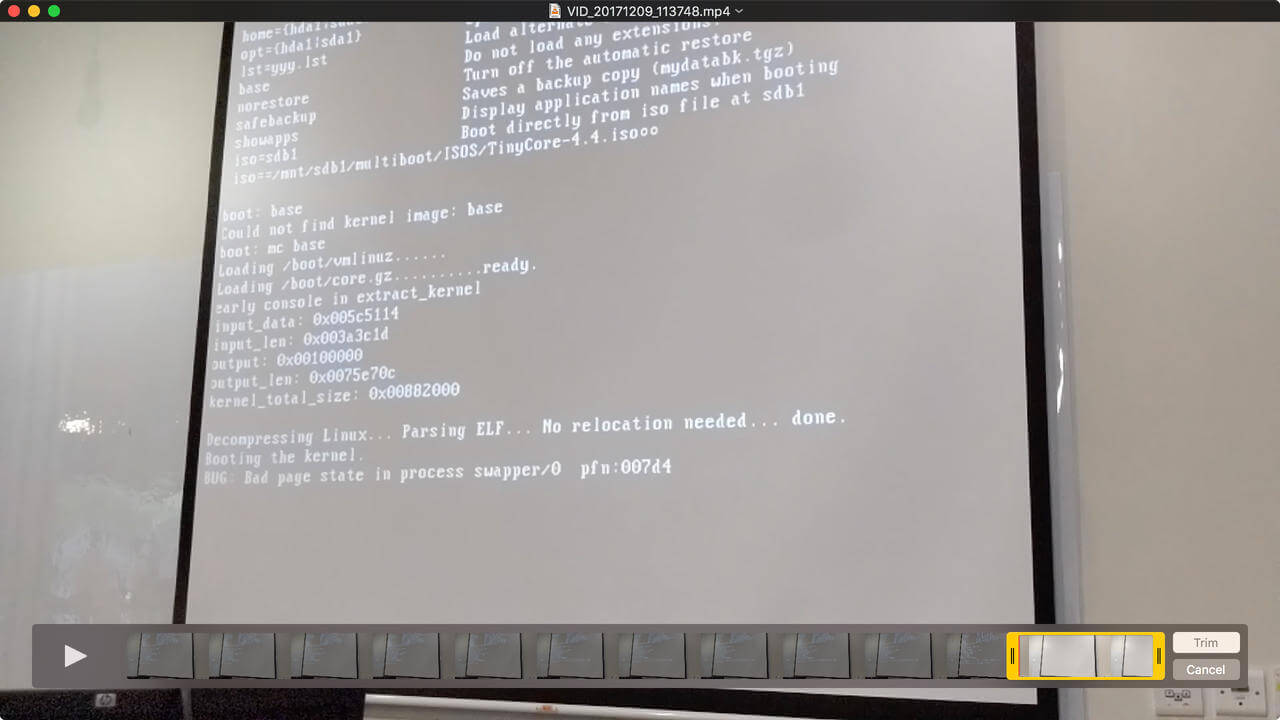 VID_20171209_113748.mp4
home={hda1|sda1}
opt={hda1|sda1} Load alternate
lst=yyy.lst Do not load any extensions.
base Turn off the automatic restore
norestore Saves a backup copy (mydatabk.tgz)
safebackup Display application names when booting
showapps Boot directly from iso file at sdb1
iso=sdb1
iso==/mnt/sdb1/multiboot/ISOS/TinyCore-4.4.iso
boot: base
Could not find kernel image: base
boot: mc base
Loading /boot/vmlinuz......
Loading /boot/core.gz..........ready.
early console in extract_kernel
input_data: 0x005c5114
input_len: 0x003a3c1d
output: 0x00100000
output_len: 0x0075e70c
kernel_total_size: 0x00882000
Decompressing Linux... Parsing ELF... No relocation needed... done.
Booting the kernel.
BUG: Bad page state in process swapper/0 pfn:007d4
Trim
Cancel
hp